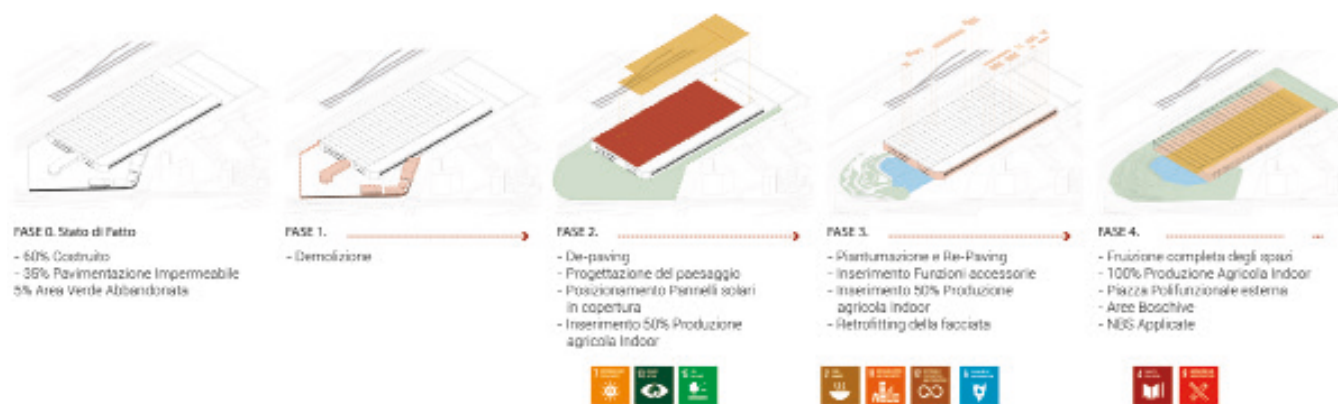 FASE 0. Stato di Fatto
- 60% Costruito
- 35% Pavimentazione Impermeabile
5% Area Verde Abbandonata
FASE 1.
- Demolizione
FASE 2.
- De-paving
- Progettazione del paesaggio
- Posizionamento Pannelli solari
in copertura
- Inserimento 50% Produzione
agricola Indoor
FASE 3.
- Piantumazione e Re-Paving
- Inserimento Funzioni accessorie
- Inserimento 50% Produzione
agricola Indoor
- Retrofitting della facciata
FASE 4.
- Fruizione completa degli spazi
- 100% Produzione Agricola Indoor
- Piazza Polifunzionale esterna
- Aree Boschive
- NBS Applicate